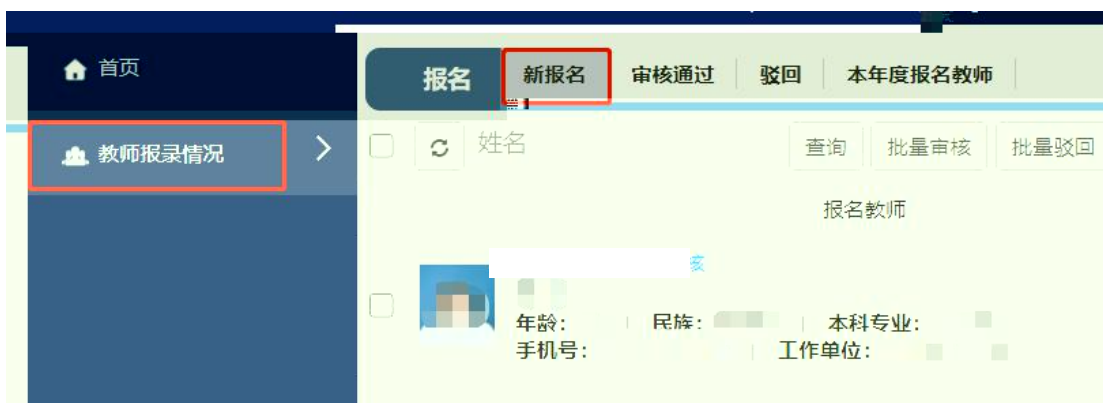 首页
教师报录情况
报名 新报名 审核通过 驳回 本年度报名教师
姓名 查询 批量审核 批量驳回
报名教师
年龄: 民族: 本科专业:
手机号: 工作单位: